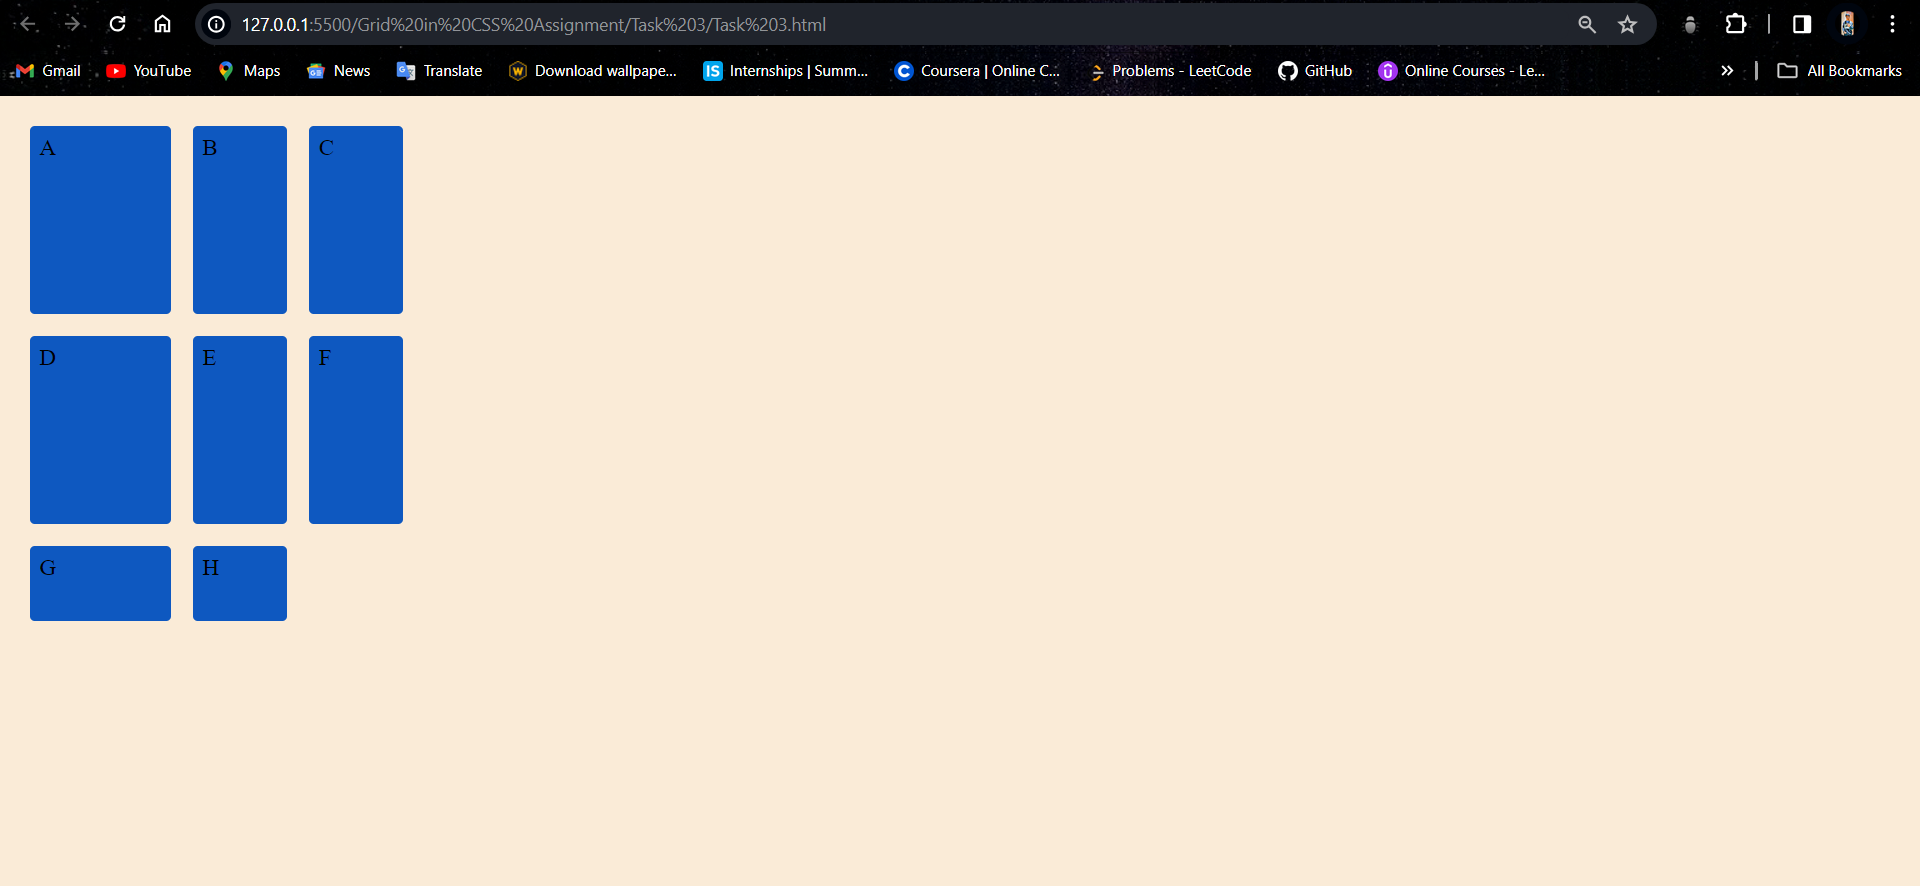 127.0.0.1:5500/Grid%20in%20CSS%20Assignment/Task%203/Task%203.html
Gmail YouTube Maps News Translate Download wallpape... IS Internships | Summ... Coursera | Online C... Problems - LeetCode GitHub Online Courses - Le... All Bookmarks
A B C
D E F
G H